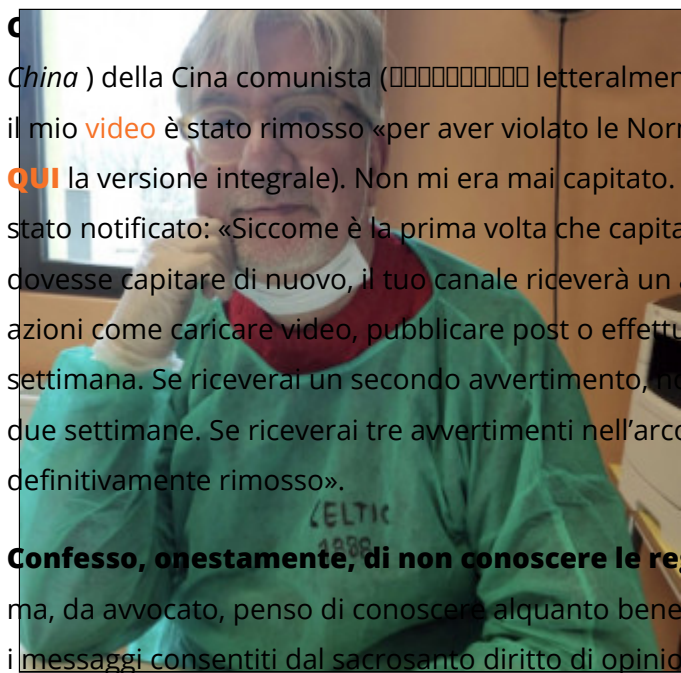 China ) della Cina comunista ( letteralmen
il mio video è stato rimosso «per aver violato le Norm
QUI la versione integrale). Non mi era mai capitato.
stato notificato: «Siccome è la prima volta che capita
dovesse capitare di nuovo, il tuo canale riceverà un a
azioni come caricare video, pubblicare post o effettu
settimana. Se riceverai un secondo avvertimento, no
due settimane. Se riceverai tre avvertimenti nell'arco
definitivamente rimosso».
CELTIC
1888
Confesso, onestamente, di non conoscere le reg
ma, da avvocato, penso di conoscere alquanto bene
i messaggi consentiti dal sacrosanto diritto di opinio